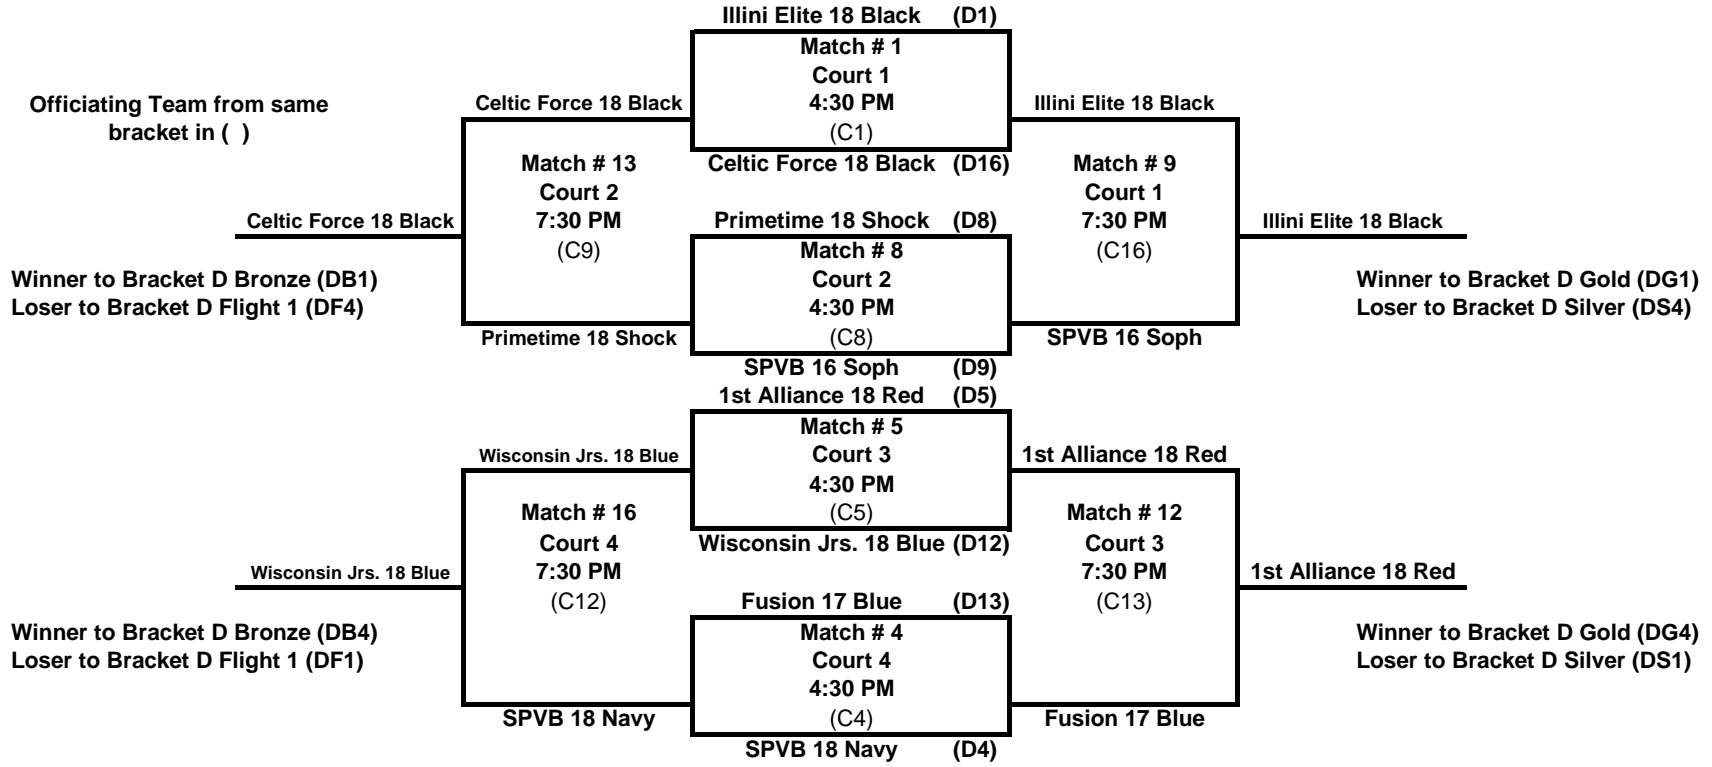 Illini Elite 18 Black (D1)
Match # 1
Court 1
4:30 PM
(C1)
Celtic Force 18 Black (D16)
Officiating Team from same
bracket in ( )
Celtic Force 18 Black
Illini Elite 18 Black
Match # 13
Court 2
7:30 PM
(C9)
Match # 9
Court 1
7:30 PM
(C16)
Celtic Force 18 Black
Primetime 18 Shock (D8)
Match # 8
Court 2
4:30 PM
(C8)
SPVB 16 Soph (D9)
Illini Elite 18 Black
Winner to Bracket D Bronze (DB1)
Loser to Bracket D Flight 1 (DF4)
Winner to Bracket D Gold (DG1)
Loser to Bracket D Silver (DS4)
Primetime 18 Shock
SPVB 16 Soph
1st Alliance 18 Red (D5)
Match # 5
Court 3
4:30 PM
(C5)
Wisconsin Jrs. 18 Blue (D12)
Wisconsin Jrs. 18 Blue
1st Alliance 18 Red
Match # 16
Court 4
7:30 PM
(C12)
Match # 12
Court 3
7:30 PM
(C13)
Wisconsin Jrs. 18 Blue
1st Alliance 18 Red
Fusion 17 Blue (D13)
Match # 4
Court 4
4:30 PM
(C4)
SPVB 18 Navy (D4)
Winner to Bracket D Bronze (DB4)
Loser to Bracket D Flight 1 (DF1)
Winner to Bracket D Gold (DG4)
Loser to Bracket D Silver (DS1)
SPVB 18 Navy
Fusion 17 Blue